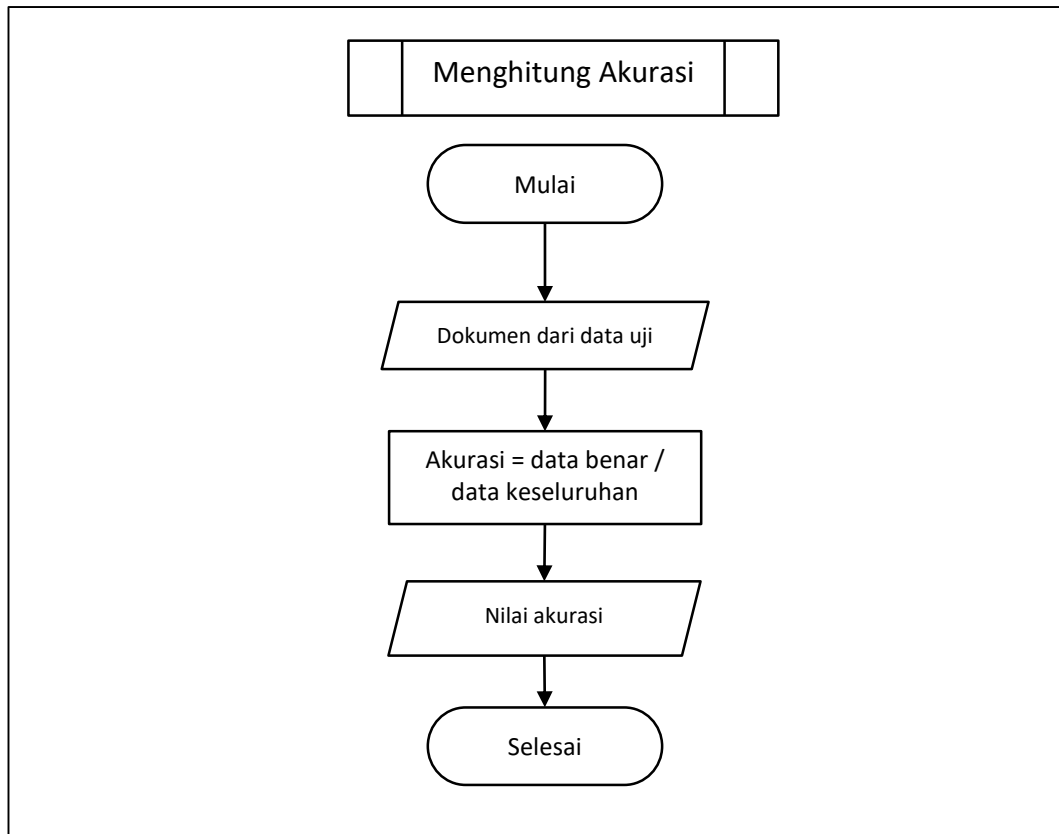 Menghitung Akurasi
Mulai
Dokumen dari data uji
Akurasi = data benar /
data keseluruhan
Nilai akurasi
Selesai